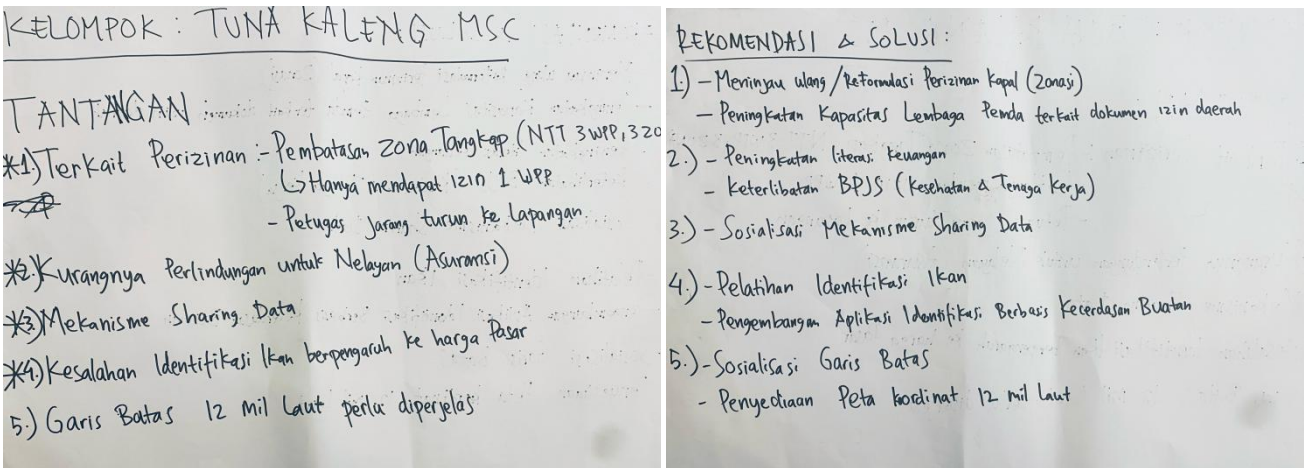 KELOMPOK : TUNA KALENG MSC
TANTANGAN
*1.) Terkait Perizinan :- Pembatasan Zona Tangkap (NTT 3 WPP, 3 zo
↳ Hanya mendapat izin 1 WPP
- Petugas jarang turun ke Lapangan.
*2.) Kurangnya Perlindungan untuk Nelayan (Asuransi)
*3.) Mekanisme Sharing Data
*4.) Kesalahan Identifikasi Ikan berpengaruh ke harga Pasar
5.) Garis Batas 12 mil Laut perlu diperjelas
REKOMENDASI & SOLUSI :
1.) - Meninjau ulang / Reformulasi Perizinan Kapal (Zonasi)
- Peningkatan Kapasitas Lembaga Pemda terkait dokumen izin daerah
2.) - Peningkatan literasi keuangan
- Keterlibatan BPJS (Kesehatan & Tenaga Kerja)
3.) - Sosialisasi Mekanisme Sharing Data
4.) - Pelatihan Identifikasi Ikan
- Pengembangan Aplikasi Identifikasi Berbasis Kecerdasan Buatan
5.) - Sosialisasi Garis Batas
- Penyediaan Peta kordinat 12 mil Laut